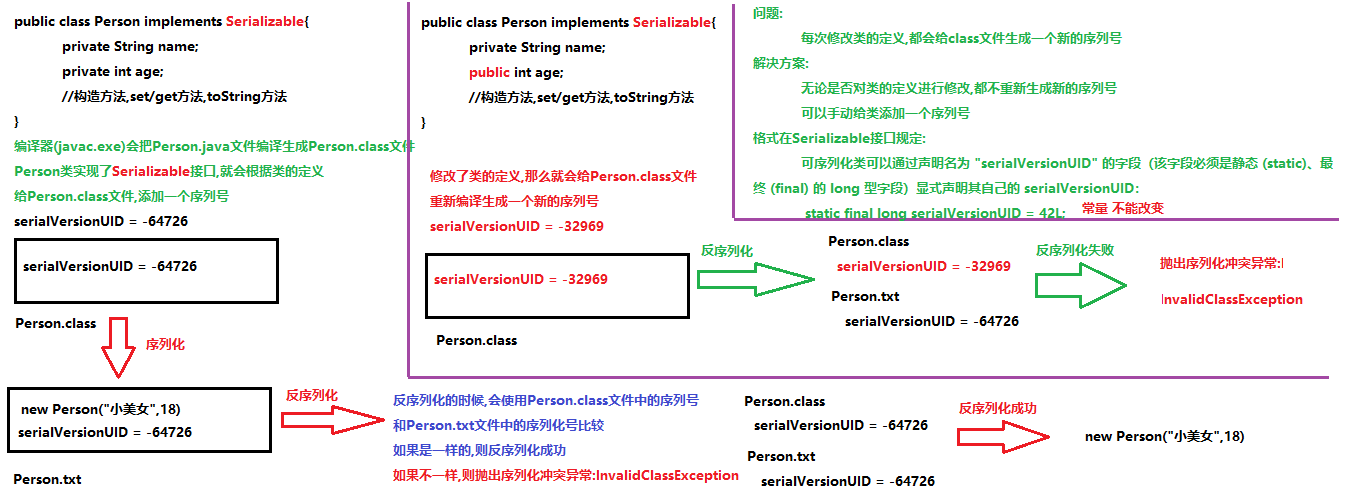 public class Person implements Serializable{
private String name;
private int age;
//构造方法,set/get方法,toString方法
}
编译器(javac.exe)会把Person.java文件编译生成Person.class文件
Person类实现了Serializable接口,就会根据类的定义
给Person.class文件,添加一个序列号
serialVersionUID = -64726
serialVersionUID = -64726
Person.class
序列化
new Person("小美女",18)
serialVersionUID = -64726
Person.txt
反序列化
反序列化的时候,会使用Person.class文件中的序列号
和Person.txt文件中的序列化号比较
如果是一样的,则反序列化成功
如果不一样,则抛出序列化冲突异常:InvalidClassException
Person.class
serialVersionUID = -64726
Person.txt
serialVersionUID = -64726
反序列化成功
new Person("小美女",18)
public class Person implements Serializable{
private String name;
public int age;
//构造方法,set/get方法,toString方法
}
修改了类的定义,那么就会给Person.class文件
重新编译生成一个新的序列号
serialVersionUID = -32969
serialVersionUID = -32969
Person.class
反序列化
Person.class
serialVersionUID = -32969
Person.txt
serialVersionUID = -64726
反序列化失败
抛出序列化冲突异常:I
InvalidClassException
问题:
每次修改类的定义,都会给class文件生成一个新的序列号
解决方案:
无论是否对类的定义进行修改,都不重新生成新的序列号
可以手动给类添加一个序列号
格式在Serializable接口规定:
可序列化类可以通过声明名为 "serialVersionUID" 的字段（该字段必须是静态 (static)、最
终 (final) 的 long 型字段）显式声明其自己的 serialVersionUID:
static final long serialVersionUID = 42L; 常量 不能改变